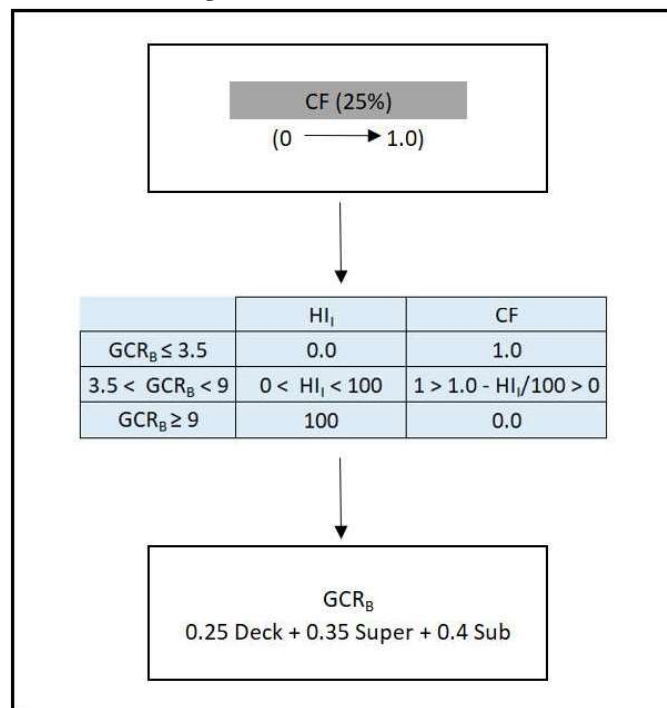 CF (25%)
(0 → 1.0)
HI_I CF
GCR_B ≤ 3.5 0.0 1.0
3.5 < GCR_B < 9 0 < HI_I < 100 1 > 1.0 - HI_I/100 > 0
GCR_B ≥ 9 100 0.0
GCR_B
0.25 Deck + 0.35 Super + 0.4 Sub